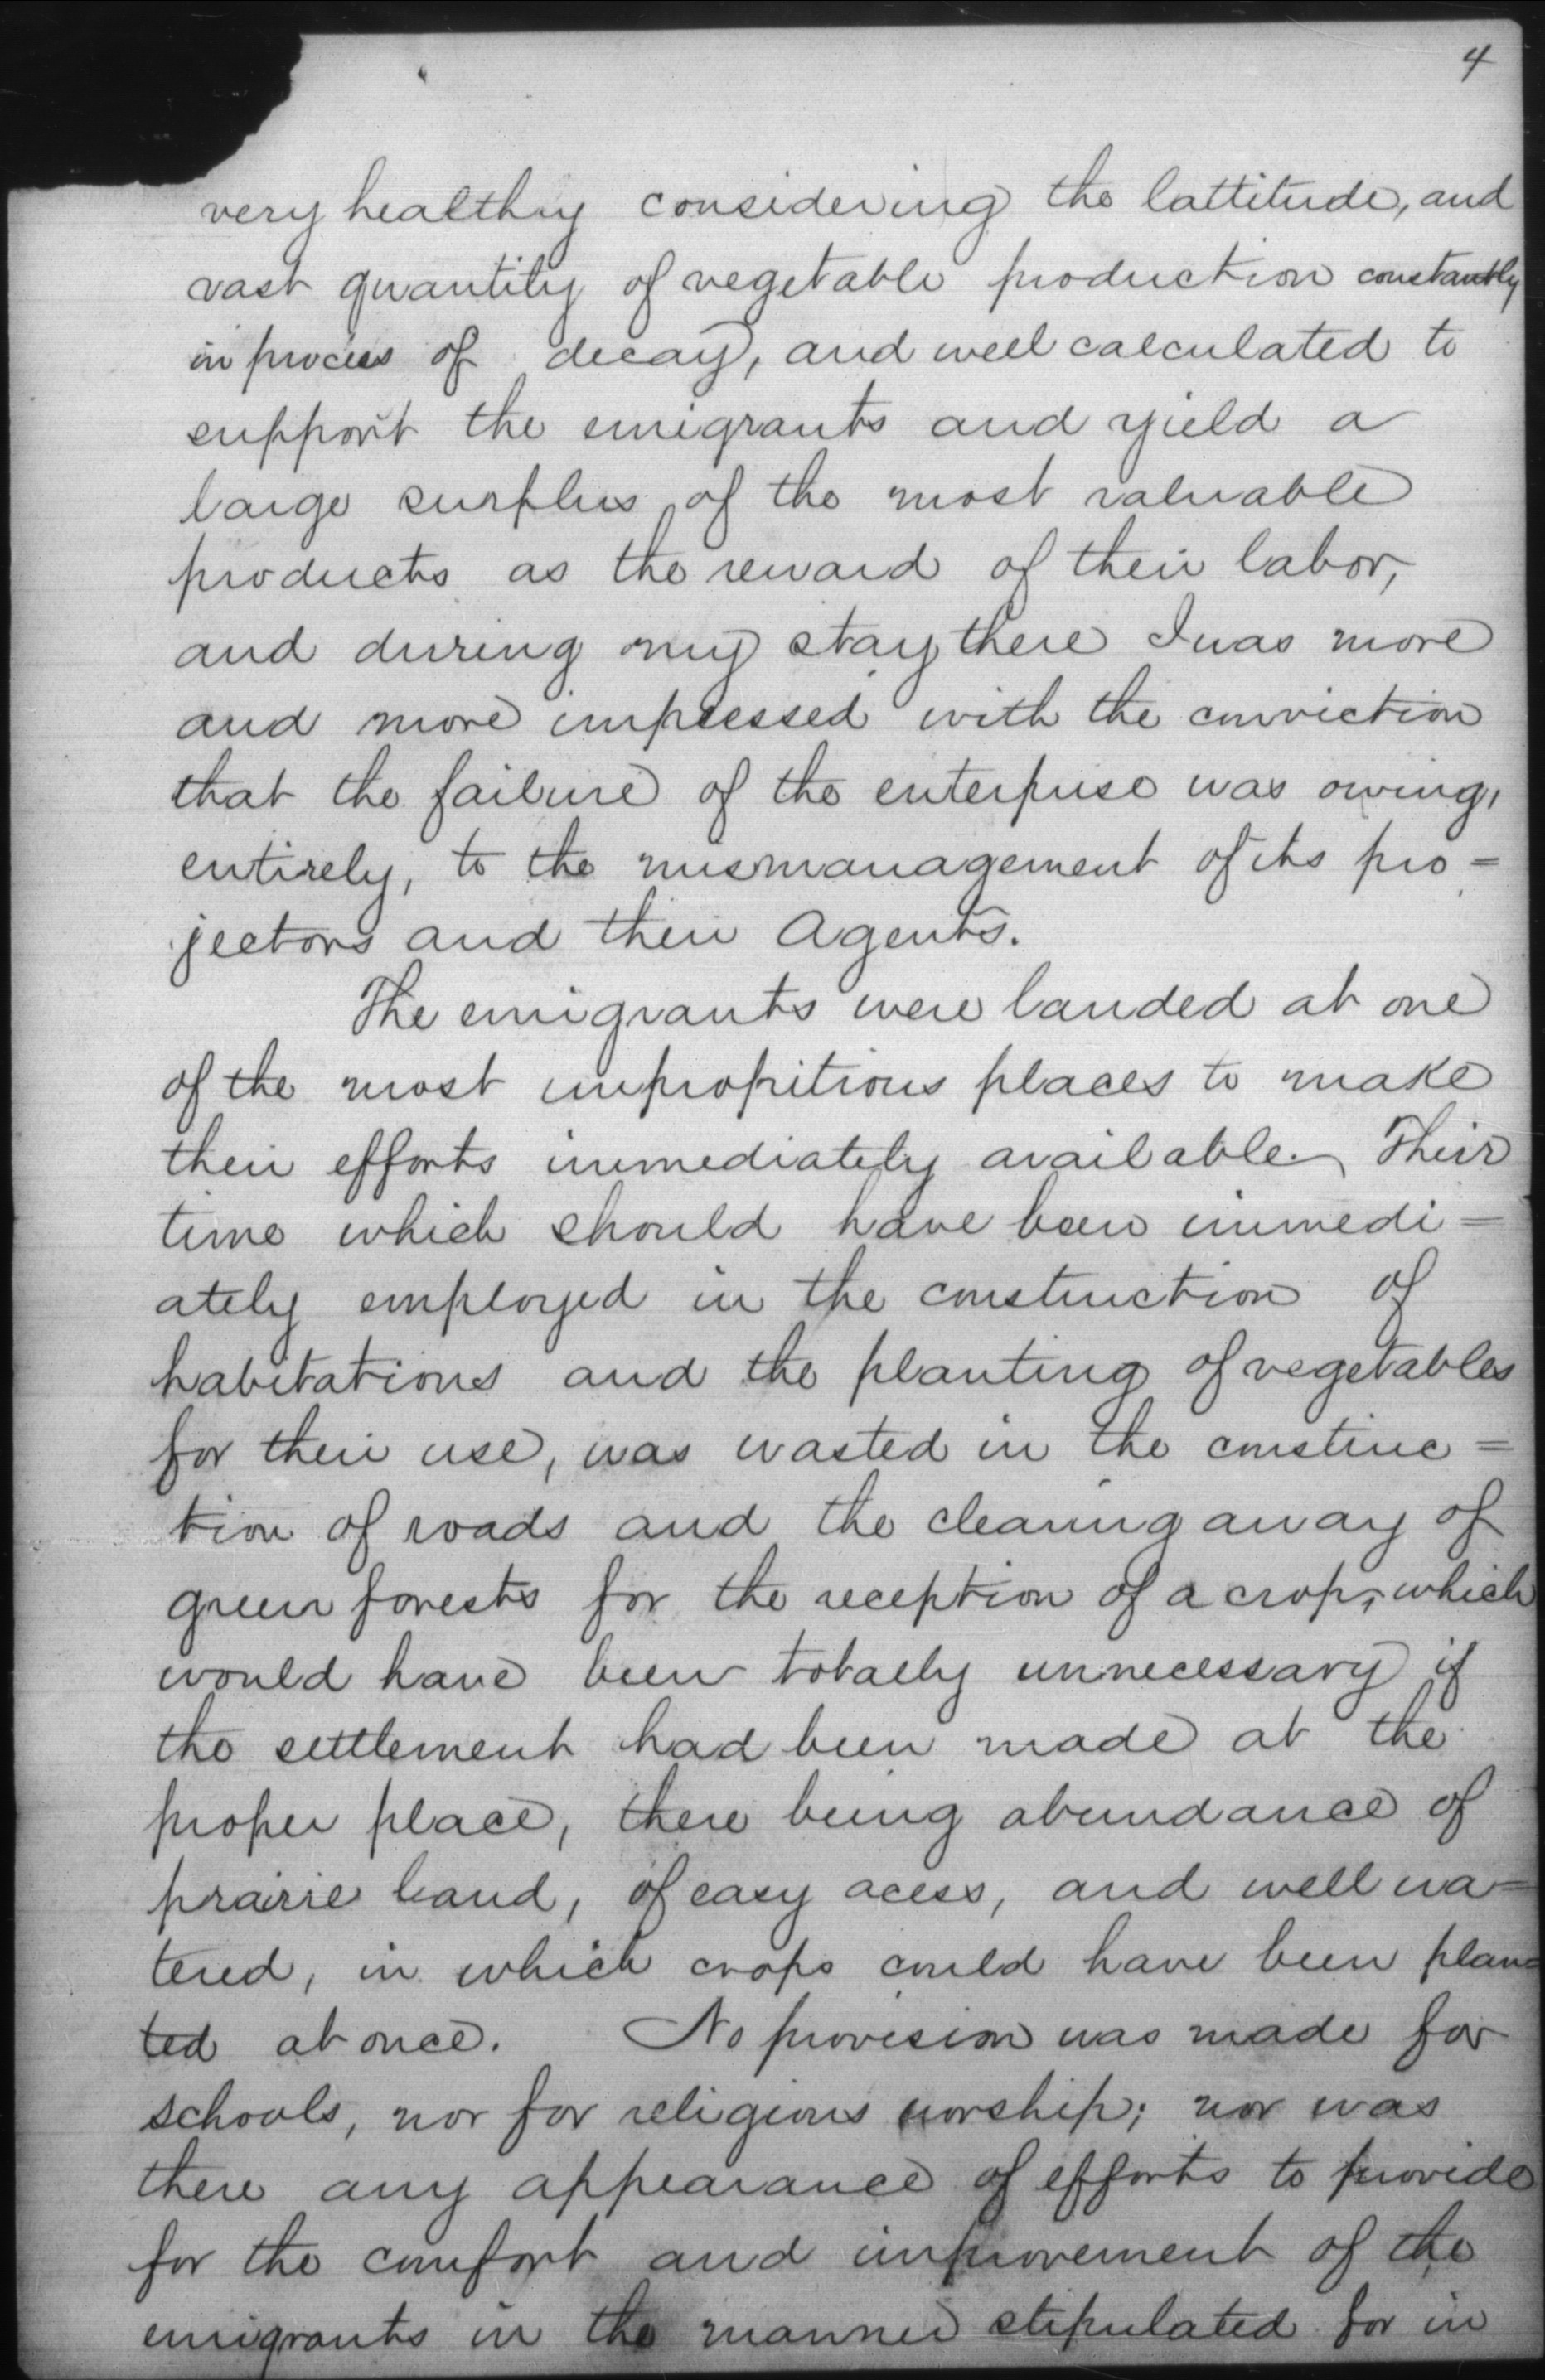 4
very healthy considering the lattitude, and
vast quantity of vegetable production constantly
in process of decay, and well calculated to
support the emigrants and yield a
large surplus of the most valuable
products as the reward of their labor,
and during my stay there I was more
and more impressed with the conviction
that the failure of the enterprise was owing,
entirely, to the mismanagement of its pro=
jectors and their Agents.
The emigrants were landed at one
of the most unpropitious places to make
their efforts immediately available. Their
time which should have been immedi=
ately employed in the construction of
habitations and the planting of vegetables
for their use, was wasted in the construc=
tion of roads and the clearing away of
green forests for the reception of a crop, which
would have been totally unnecessary if
the settlement had been made at the
proper place, there being abundance of
prairie land, of easy acess, and well wa=
tered, in which crops could have been plan=
ted at once. No provision was made for
schools, nor for religious worship; nor was
there any appearance of efforts to provide
for the comfort and improvement of the
emigrants in the manner stipulated for in